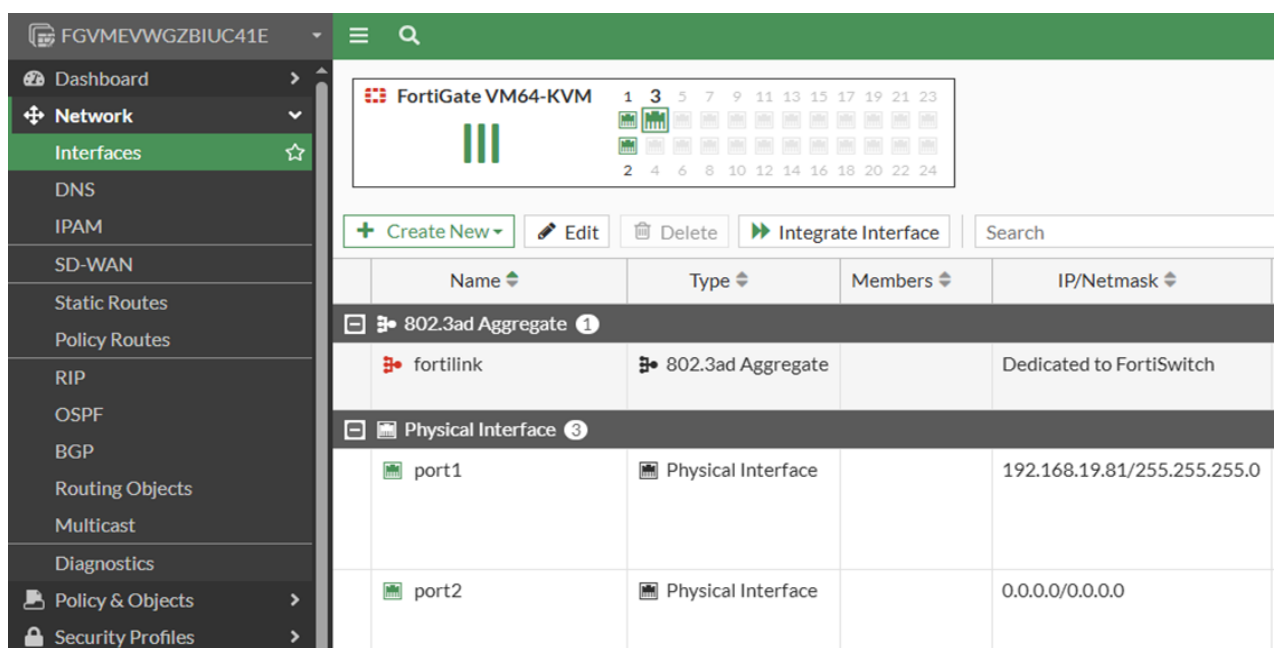 FGVMEVWGZBIUC41E
Dashboard
Network
Interfaces
DNS
IPAM
SD-WAN
Static Routes
Policy Routes
RIP
OSPF
BGP
Routing Objects
Multicast
Diagnostics
Policy & Objects
Security Profiles
FortiGate VM64-KVM
1 3 5 7 9 11 13 15 17 19 21 23
2 4 6 8 10 12 14 16 18 20 22 24
Create New Edit Delete Integrate Interface Search
Name Type Members IP/Netmask
802.3ad Aggregate 1
fortilink 802.3ad Aggregate Dedicated to FortiSwitch
Physical Interface 3
port1 Physical Interface 192.168.19.81/255.255.255.0
port2 Physical Interface 0.0.0.0/0.0.0.0